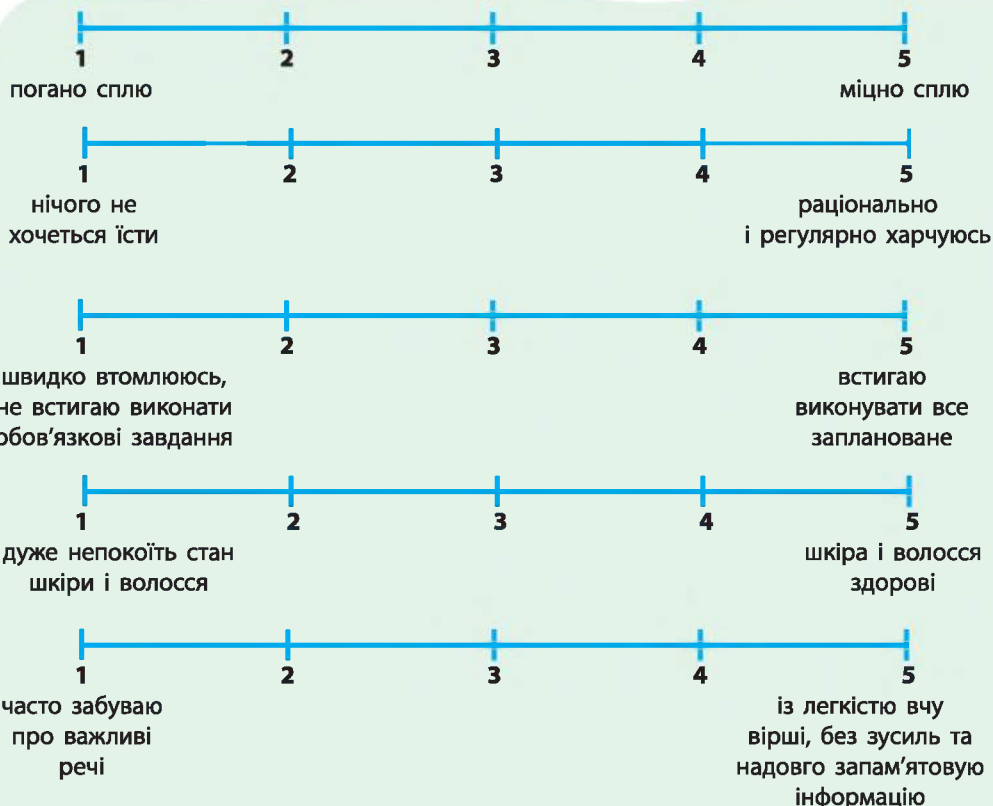 1 2 3 4 5
погано сплю міцно сплю
1 2 3 4 5
нічого не раціонально
хочеться їсти і регулярно харчуюсь
1 2 3 4 5
швидко втомлююсь, встигаю
не встигаю виконати виконувати все
обов'язкові завдання заплановане
1 2 3 4 5
дуже непокоїть стан шкіра і волосся
шкіри і волосся здорові
1 2 3 4 5
часто забуваю із легкістю вчу
про важливі вірші, без зусиль та
речі надовго запам'ятовую
інформацію